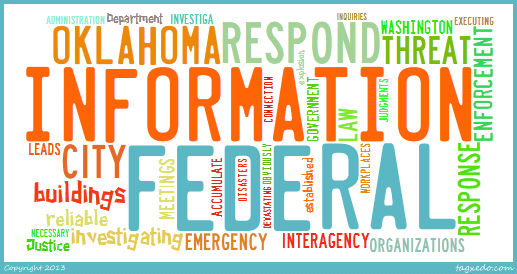 ADMINISTRATION Department INVESTIGA INQUIRIES EXECUTING
OKLAHOMA RESPOND WASHINGTON
THREAT
explosion,
INFORMATION
CONNECTION
GOVERNMENT
LAW
JUDGMENTS
ENFORCEMENT
LEADS CITY FEDERAL
buildings
MEETINGS
ACCUMULATE
DISASTERS
DEVASTATING
OBVIOUSLY
established
WORKPLACES
RESPONSE
reliable
NECESSARY
Justice investigating EMERGENCY INTERAGENCY ORGANIZATIONS
Copyright 2013 tagxedo.com